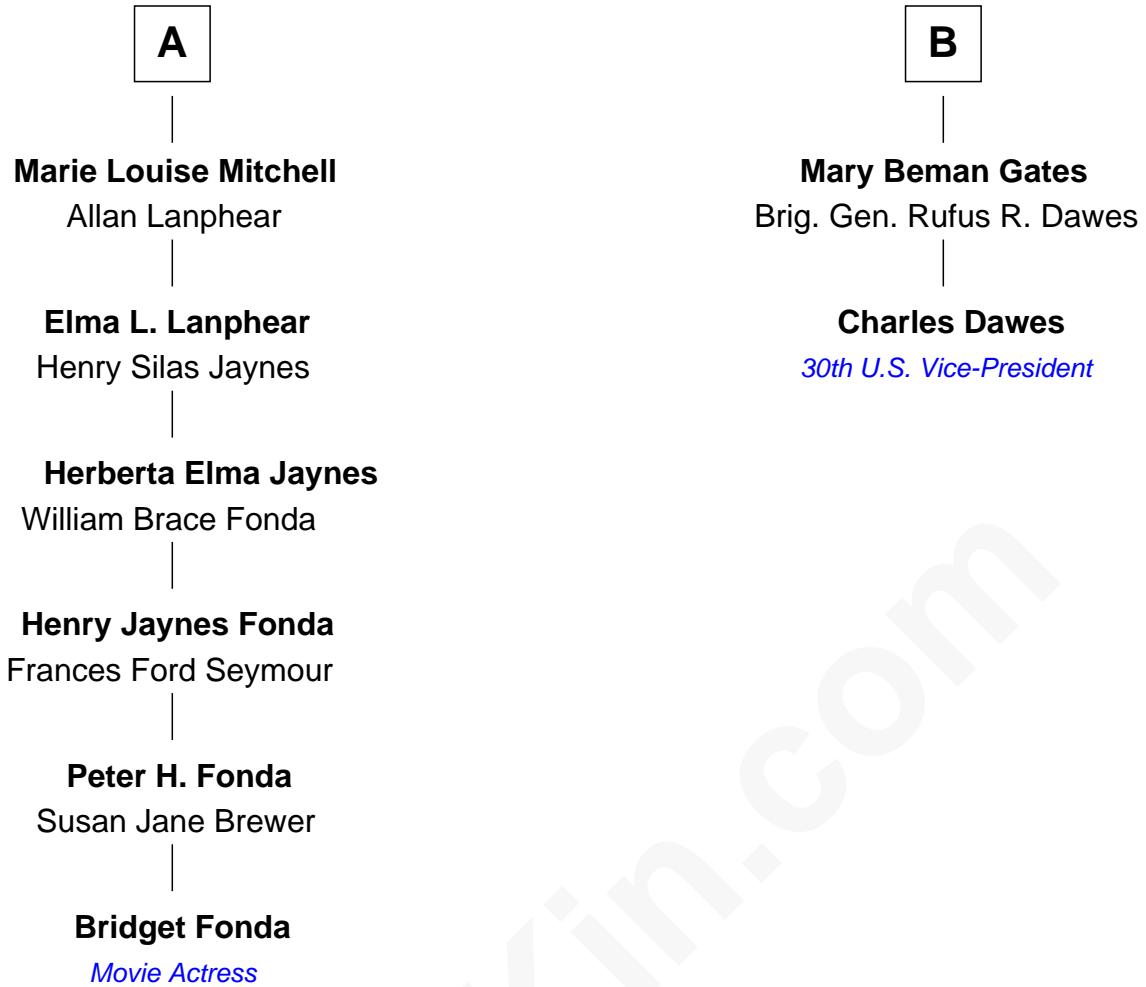 A
Marie Louise Mitchell
Allan Lanphear
Elma L. Lanphear
Henry Silas Jaynes
Herberta Elma Jaynes
William Brace Fonda
Henry Jaynes Fonda
Frances Ford Seymour
Peter H. Fonda
Susan Jane Brewer
Bridget Fonda
Movie Actress
B
Mary Beman Gates
Brig. Gen. Rufus R. Dawes
Charles Dawes
30th U.S. Vice-President
Kin.com